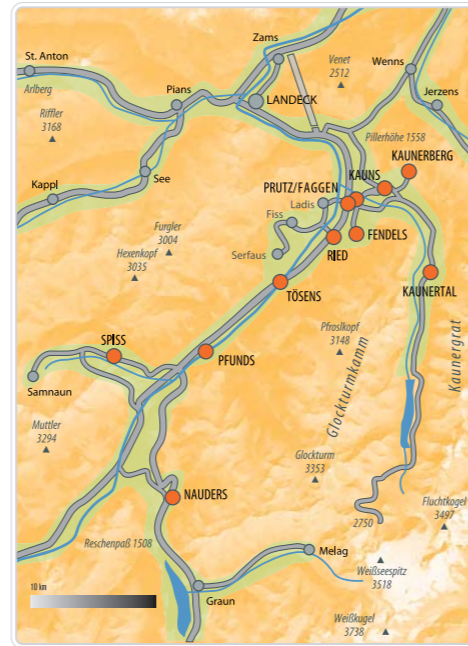 Zams
St. Anton
Venet
2512
Wenns
Arlberg
Pians
LANDECK
Jerzens
Riffler
3168
Pillerhöhe 1558
KAUNERBERG
See
KAUNS
Kappl
PRUTZ/FAGGEN
Ladis
Fiss
Furgler
3004
FENDELS
Hexenkopf
3035
Serfaus
RIED
KAUNERTAL
TÖSENS
Kaunergrat
SPISS
Pfroslkopf
3148
PFUNDS
Glockturmkamm
Samnaun
Muttler
3294
Glockturm
3353
NAUDERS
Fluchtkogel
3497
2750
Reschenpaß 1508
Melag
Weißseespitz
3518
10 km
Graun
Weißkugel
3738